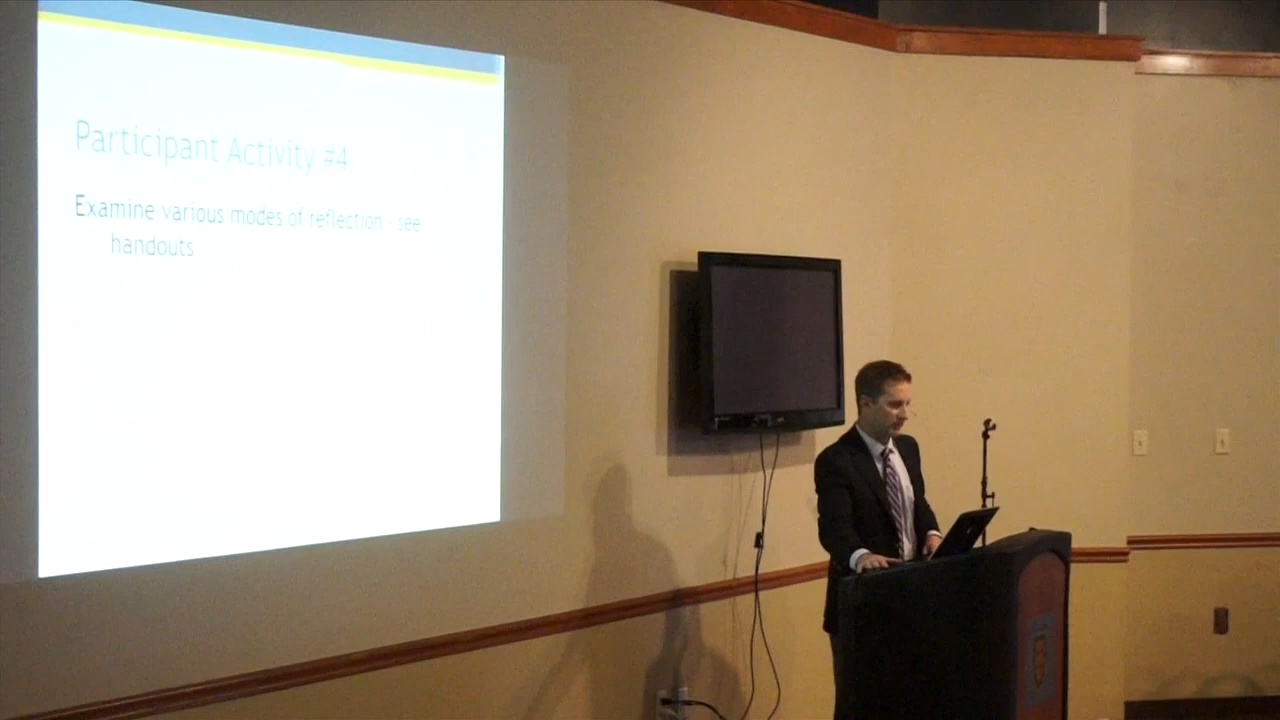 Participant Activity #4
Examine various modes of reflection - see
handouts